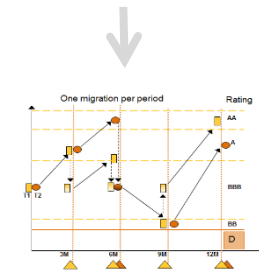 One migration per period Rating
AA
A
T1 T2
BBB
BB
D
3M 6M 9M 12M